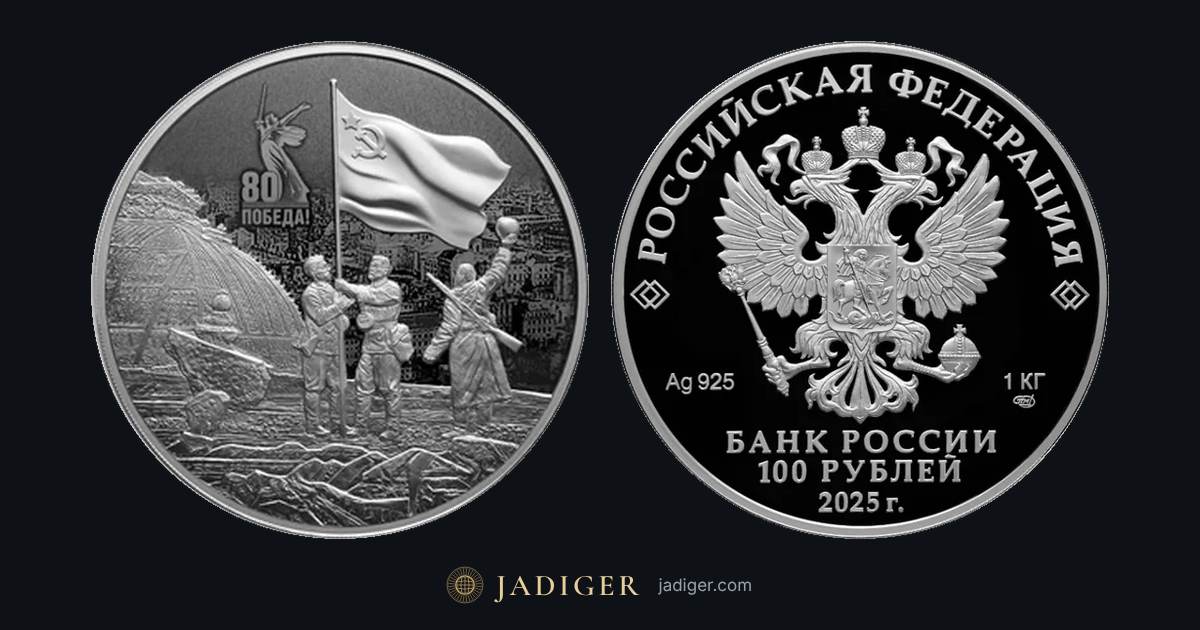 80
ПОБЕДА!
РОССИЙСКАЯ ФЕДЕРАЦИЯ
Ag 925
1 КГ
БАНК РОССИИ
100 РУБЛЕЙ
2025 г.
JADIGER
jadiger.com